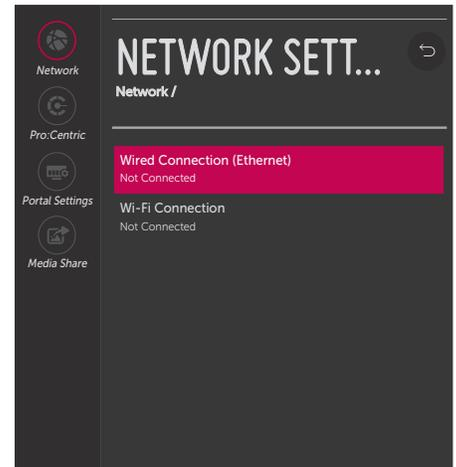 Network
Pro:Centric
Portal Settings
Media Share
NETWORK SETT...
Network /
Wired Connection (Ethernet)
Not Connected
Wi-Fi Connection
Not Connected